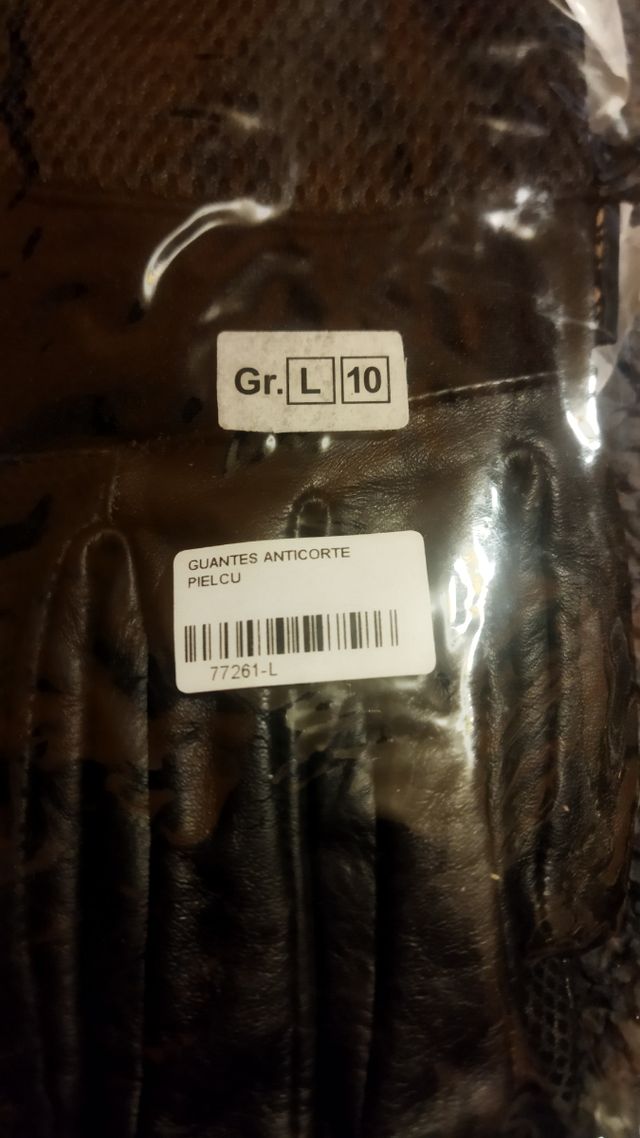 Gr. L 10
GUANTES ANTICORTE
PIELCU
77261-L